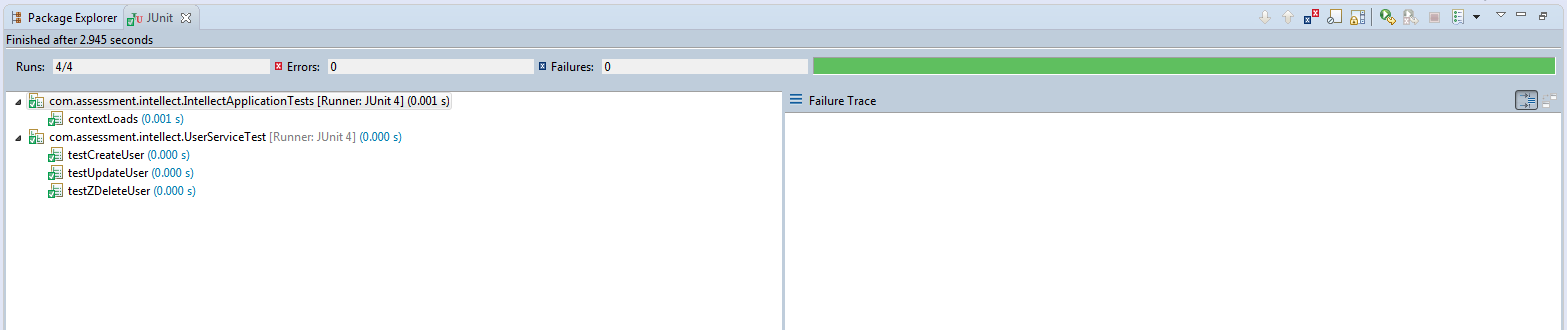 Package Explorer JUnit
Finished after 2.945 seconds
Runs: 4/4 Errors: 0 Failures: 0
com.assessment.intellect.IntellectApplicationTests [Runner: JUnit 4] (0.001 s)
contextLoads (0.001 s)
com.assessment.intellect.UserServiceTest [Runner: JUnit 4] (0.000 s)
testCreateUser (0.000 s)
testUpdateUser (0.000 s)
testZDeleteUser (0.000 s)
Failure Trace